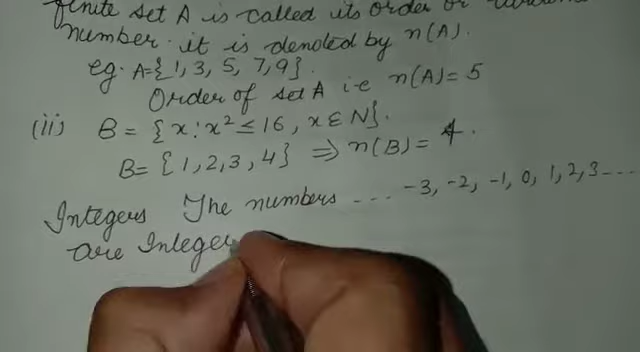 finite set A is called its order or
number. it is denoted by n(A).
eg. A={1, 3, 5, 7, 9}.
Order of set A i.e n(A) = 5
(ii) B = {x : x² ≤ 16, x ∈ N}.
B = {1, 2, 3, 4} ⇒ n(B) = 4.
Integers The numbers ... -3, -2, -1, 0, 1, 2, 3...
are Integer